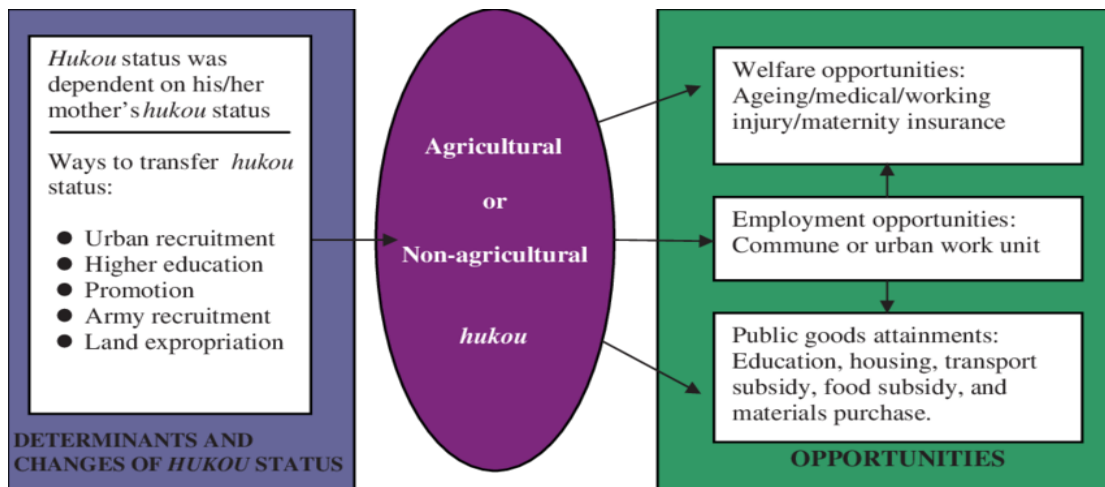 Hukou status was
dependent on his/her
mother's hukou status
Ways to transfer hukou
status:
● Urban recruitment
● Higher education
● Promotion
● Army recruitment
● Land expropriation
DETERMINANTS AND
CHANGES OF HUKOU STATUS
Agricultural
or
Non-agricultural
hukou
Welfare opportunities:
Ageing/medical/working
injury/maternity insurance
Employment opportunities:
Commune or urban work unit
Public goods attainments:
Education, housing, transport
subsidy, food subsidy, and
materials purchase.
OPPORTUNITIES